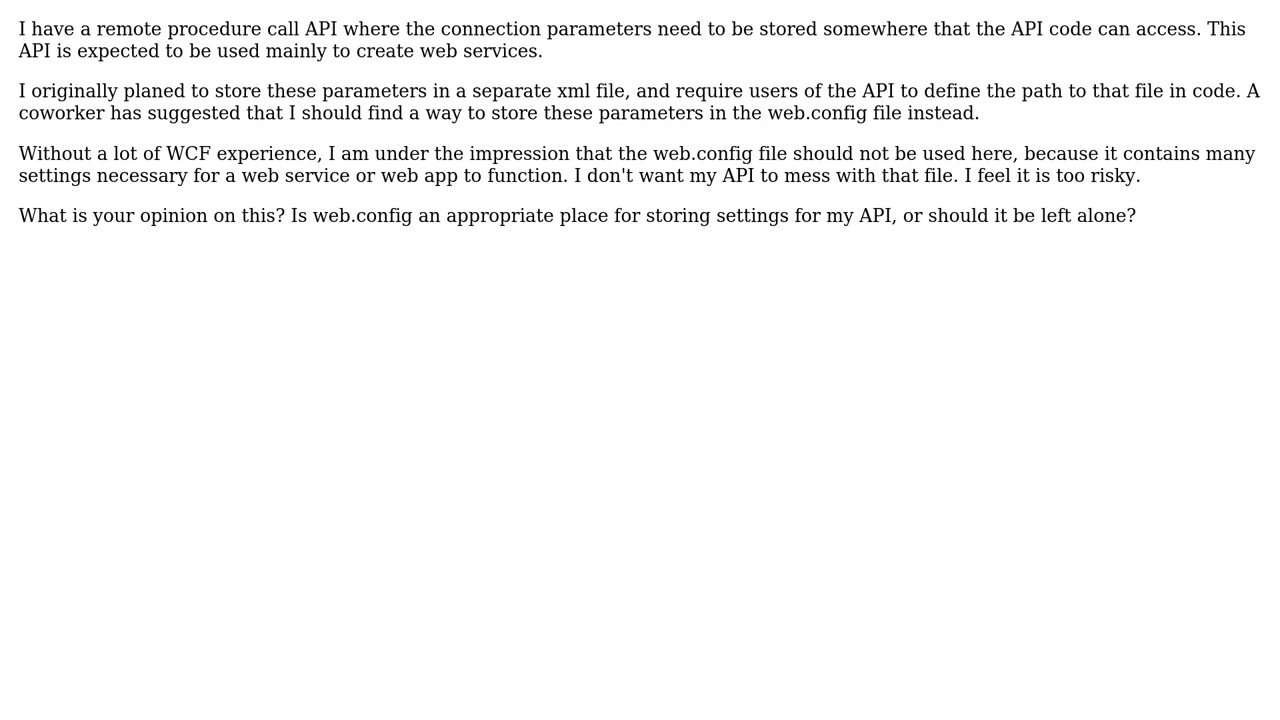 I have a remote procedure call API where the connection parameters need to be stored somewhere that the API code can access. This
API is expected to be used mainly to create web services.
I originally planed to store these parameters in a separate xml file, and require users of the API to define the path to that file in code. A
coworker has suggested that I should find a way to store these parameters in the web.config file instead.
Without a lot of WCF experience, I am under the impression that the web.config file should not be used here, because it contains many
settings necessary for a web service or web app to function. I don't want my API to mess with that file. I feel it is too risky.
What is your opinion on this? Is web.config an appropriate place for storing settings for my API, or should it be left alone?